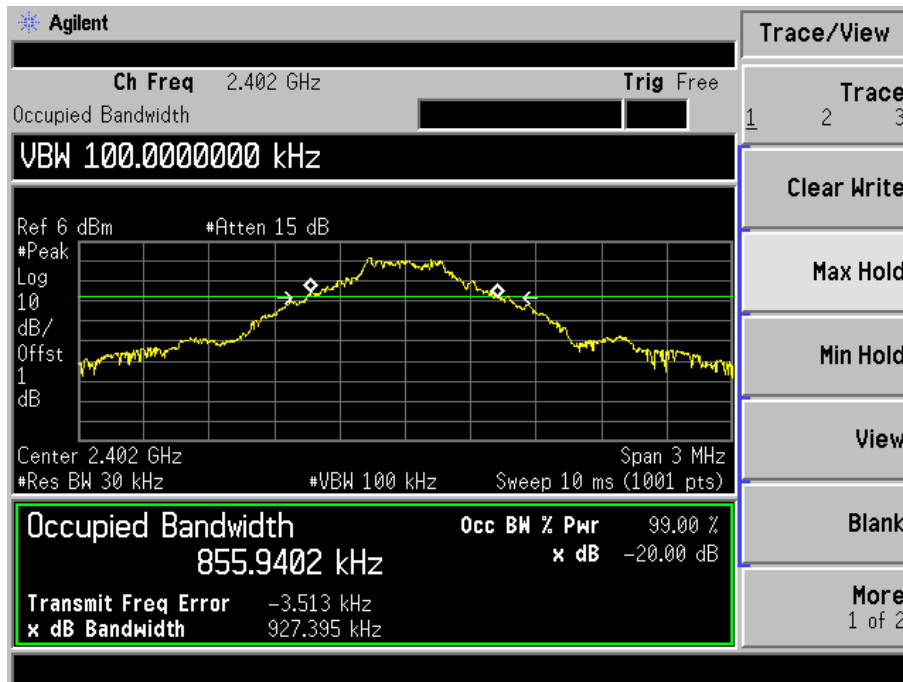 Agilent
Trace/View
Ch Freq 2.402 GHz Trig Free
Occupied Bandwidth
Trace
1 2 3
VBW 100.0000000 kHz
Clear Write
Ref 6 dBm #Atten 15 dB
#Peak
Log
10
dB/
Offst
1
dB
Max Hold
Min Hold
Center 2.402 GHz Span 3 MHz
#Res BW 30 kHz #VBW 100 kHz Sweep 10 ms (1001 pts)
View
Occupied Bandwidth Occ BW % Pwr 99.00 %
855.9402 kHz x dB -20.00 dB
Blank
Transmit Freq Error -3.513 kHz
x dB Bandwidth 927.395 kHz
More
1 of 2